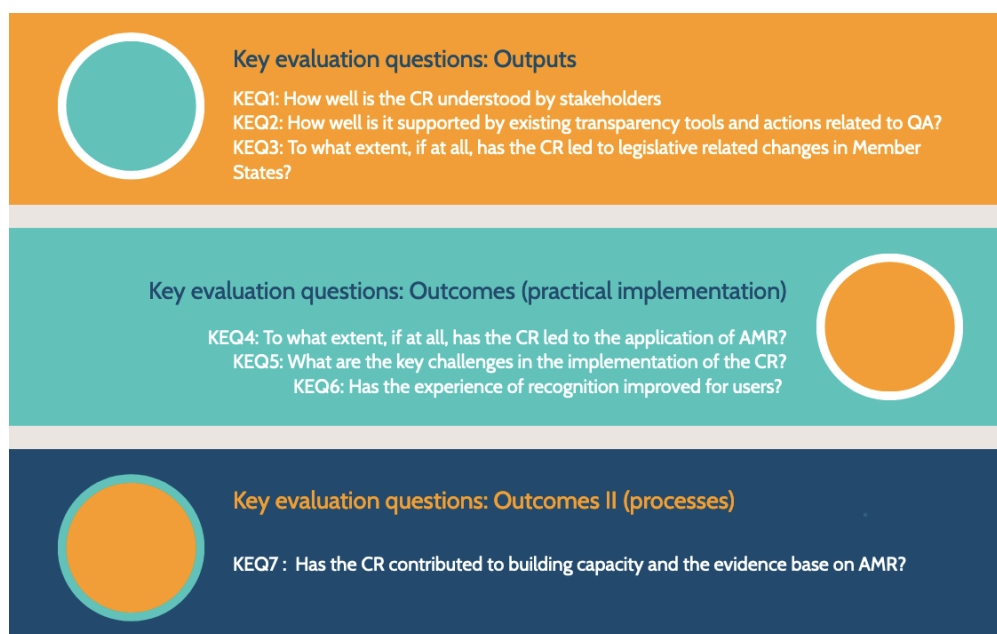 Key evaluation questions: Outputs
KEQ1: How well is the CR understood by stakeholders
KEQ2: How well is it supported by existing transparency tools and actions related to QA?
KEQ3: To what extent, if at all, has the CR led to legislative related changes in Member
States?
Key evaluation questions: Outcomes (practical implementation)
KEQ4: To what extent, if at all, has the CR led to the application of AMR?
KEQ5: What are the key challenges in the implementation of the CR?
KEQ6: Has the experience of recognition improved for users?
Key evaluation questions: Outcomes II (processes)
KEQ7 : Has the CR contributed to building capacity and the evidence base on AMR?